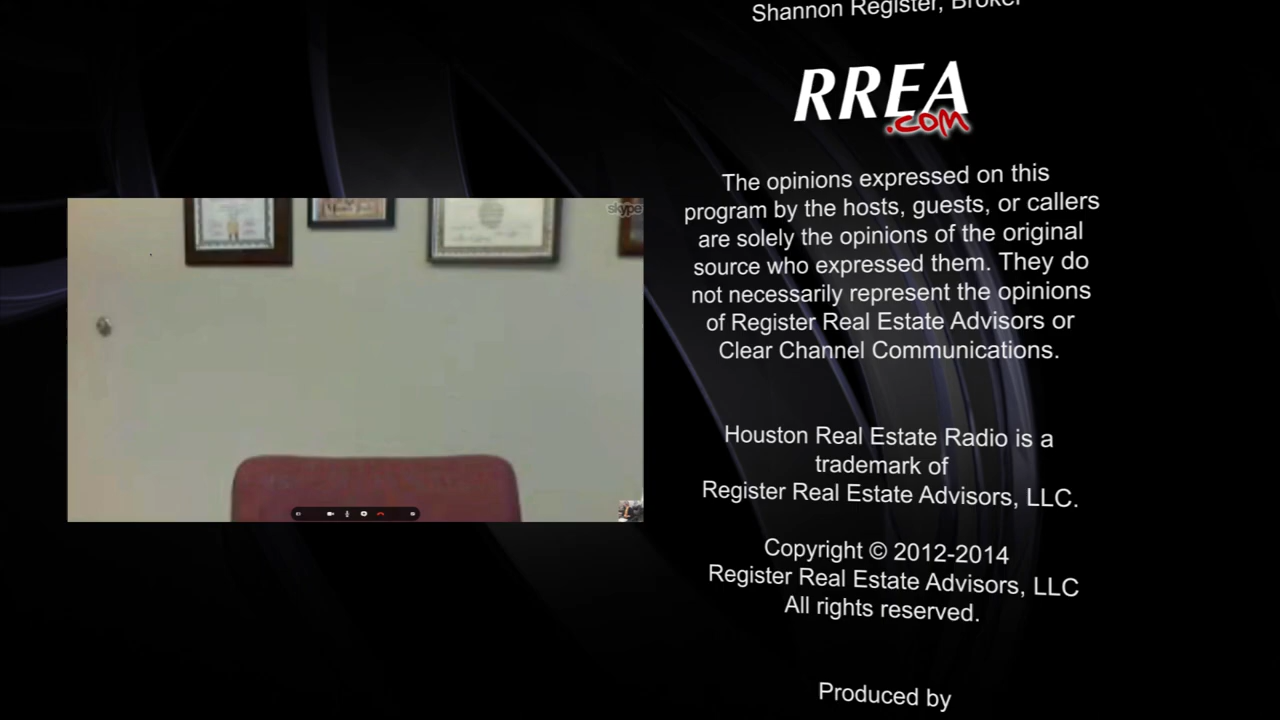 Shannon Register, Broker
RREA
.com
skype
The opinions expressed on this
program by the hosts, guests, or callers
are solely the opinions of the original
source who expressed them. They do
not necessarily represent the opinions
of Register Real Estate Advisors or
Clear Channel Communications.
Houston Real Estate Radio is a
trademark of
Register Real Estate Advisors, LLC.
Copyright © 2012-2014
Register Real Estate Advisors, LLC
All rights reserved.
Produced by